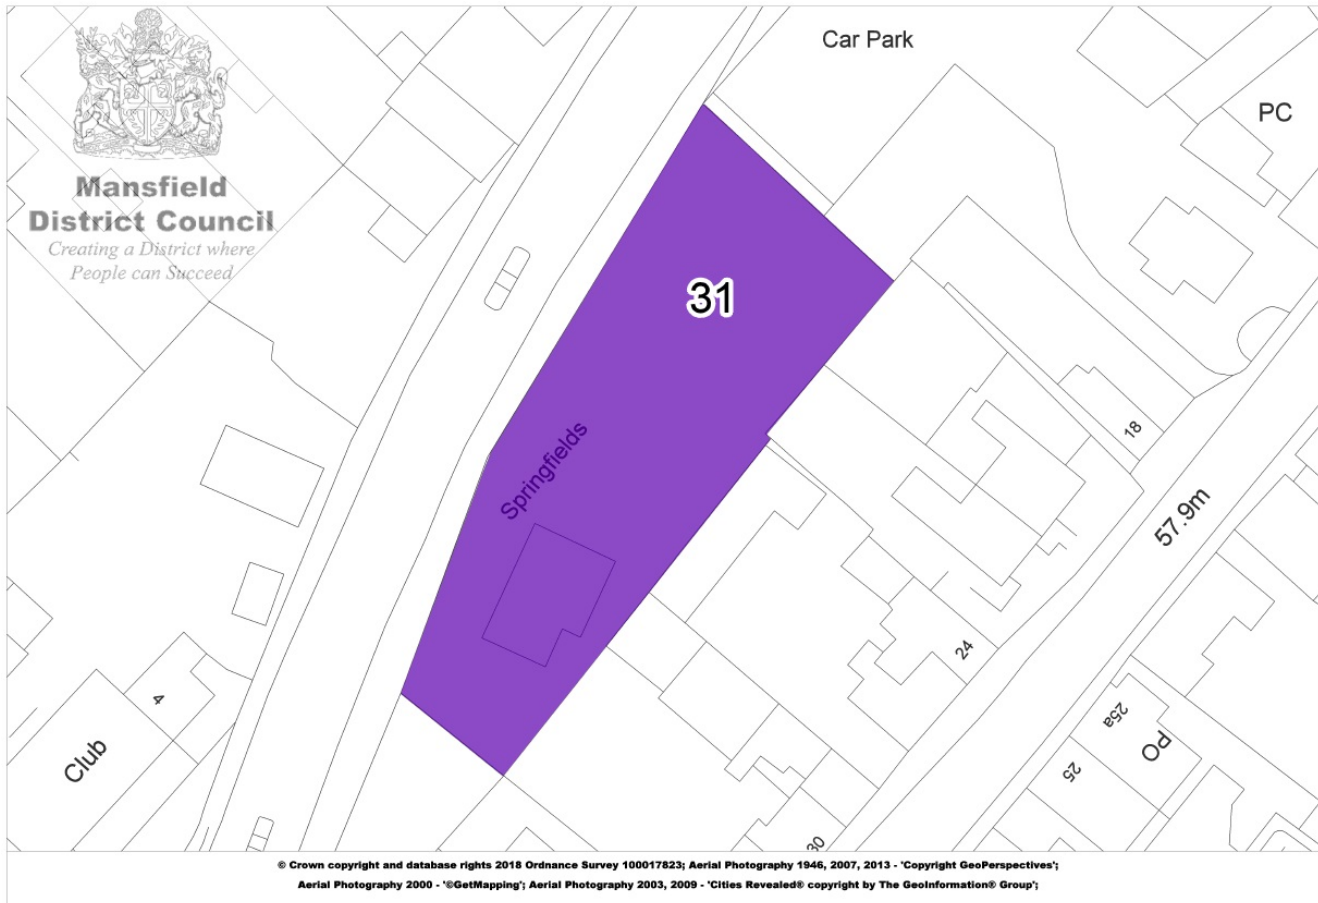 Mansfield
District Council
Creating a District where
People can Succeed
Car Park
PC
31
Springfields
18
57.9m
24
4
Club
25a
PO
25
30
© Crown copyright and database rights 2018 Ordnance Survey 100017823; Aerial Photography 1946, 2007, 2013 - 'Copyright GeoPerspectives';
Aerial Photography 2000 - '©GetMapping'; Aerial Photography 2003, 2009 - 'Cities Revealed® copyright by The GeoInformation® Group';